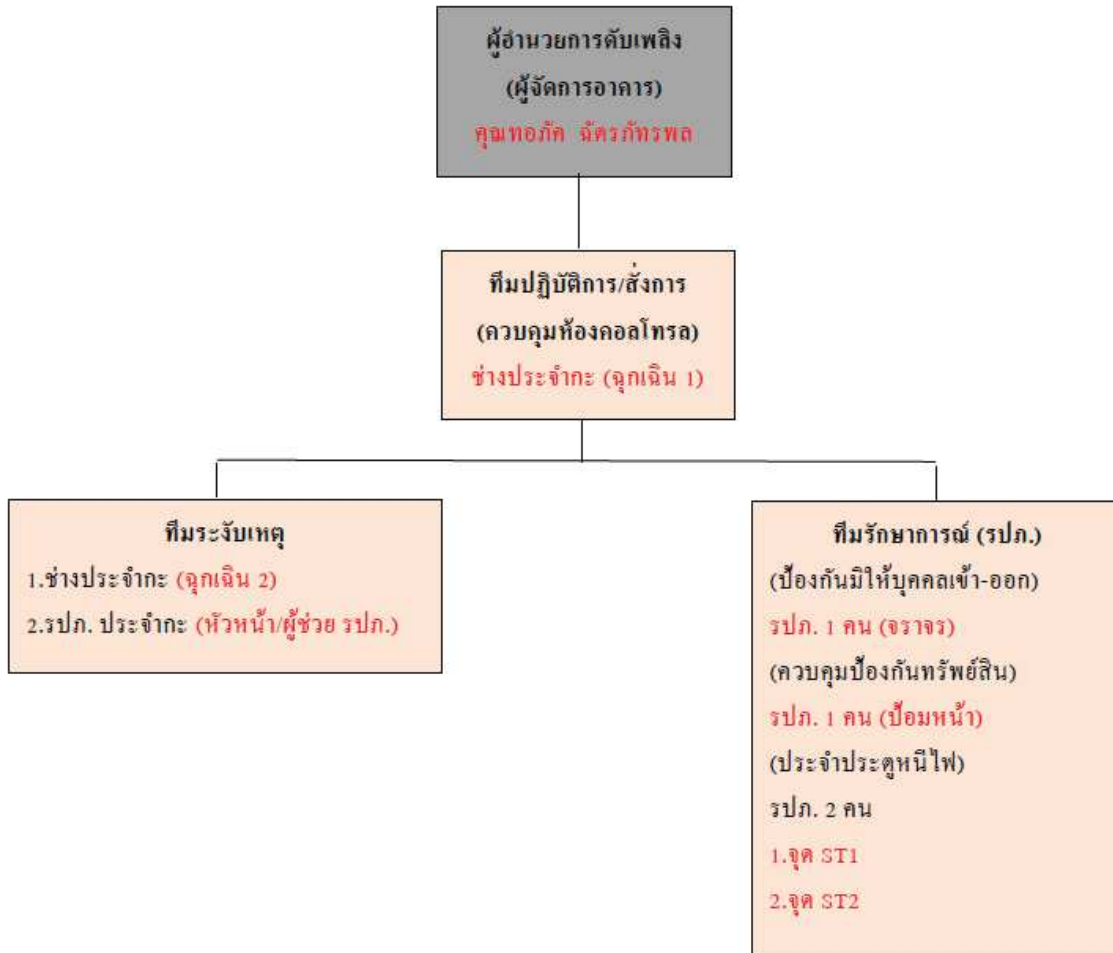 ผู้อำนวยการดับเพลิง
(ผู้จัดการอาคาร)
คุณทอภัค ฉัตรภัทรพล
ทีมปฏิบัติการ/สั่งการ
(ควบคุมห้องคอลโทรล)
ช่างประจำกะ (ฉุกเฉิน 1)
ทีมระงับเหตุ
1.ช่างประจำกะ (ฉุกเฉิน 2)
2.รปภ. ประจำกะ (หัวหน้า/ผู้ช่วย รปภ.)
ทีมรักษาการณ์ (รปภ.)
(ป้องกันมิให้บุคคลเข้า-ออก)
รปภ. 1 คน (จราจร)
(ควบคุมป้องกันทรัพย์สิน)
รปภ. 1 คน (ป้อมหน้า)
(ประจำประตูหนีไฟ)
รปภ. 2 คน
1.จุด ST1
2.จุด ST2